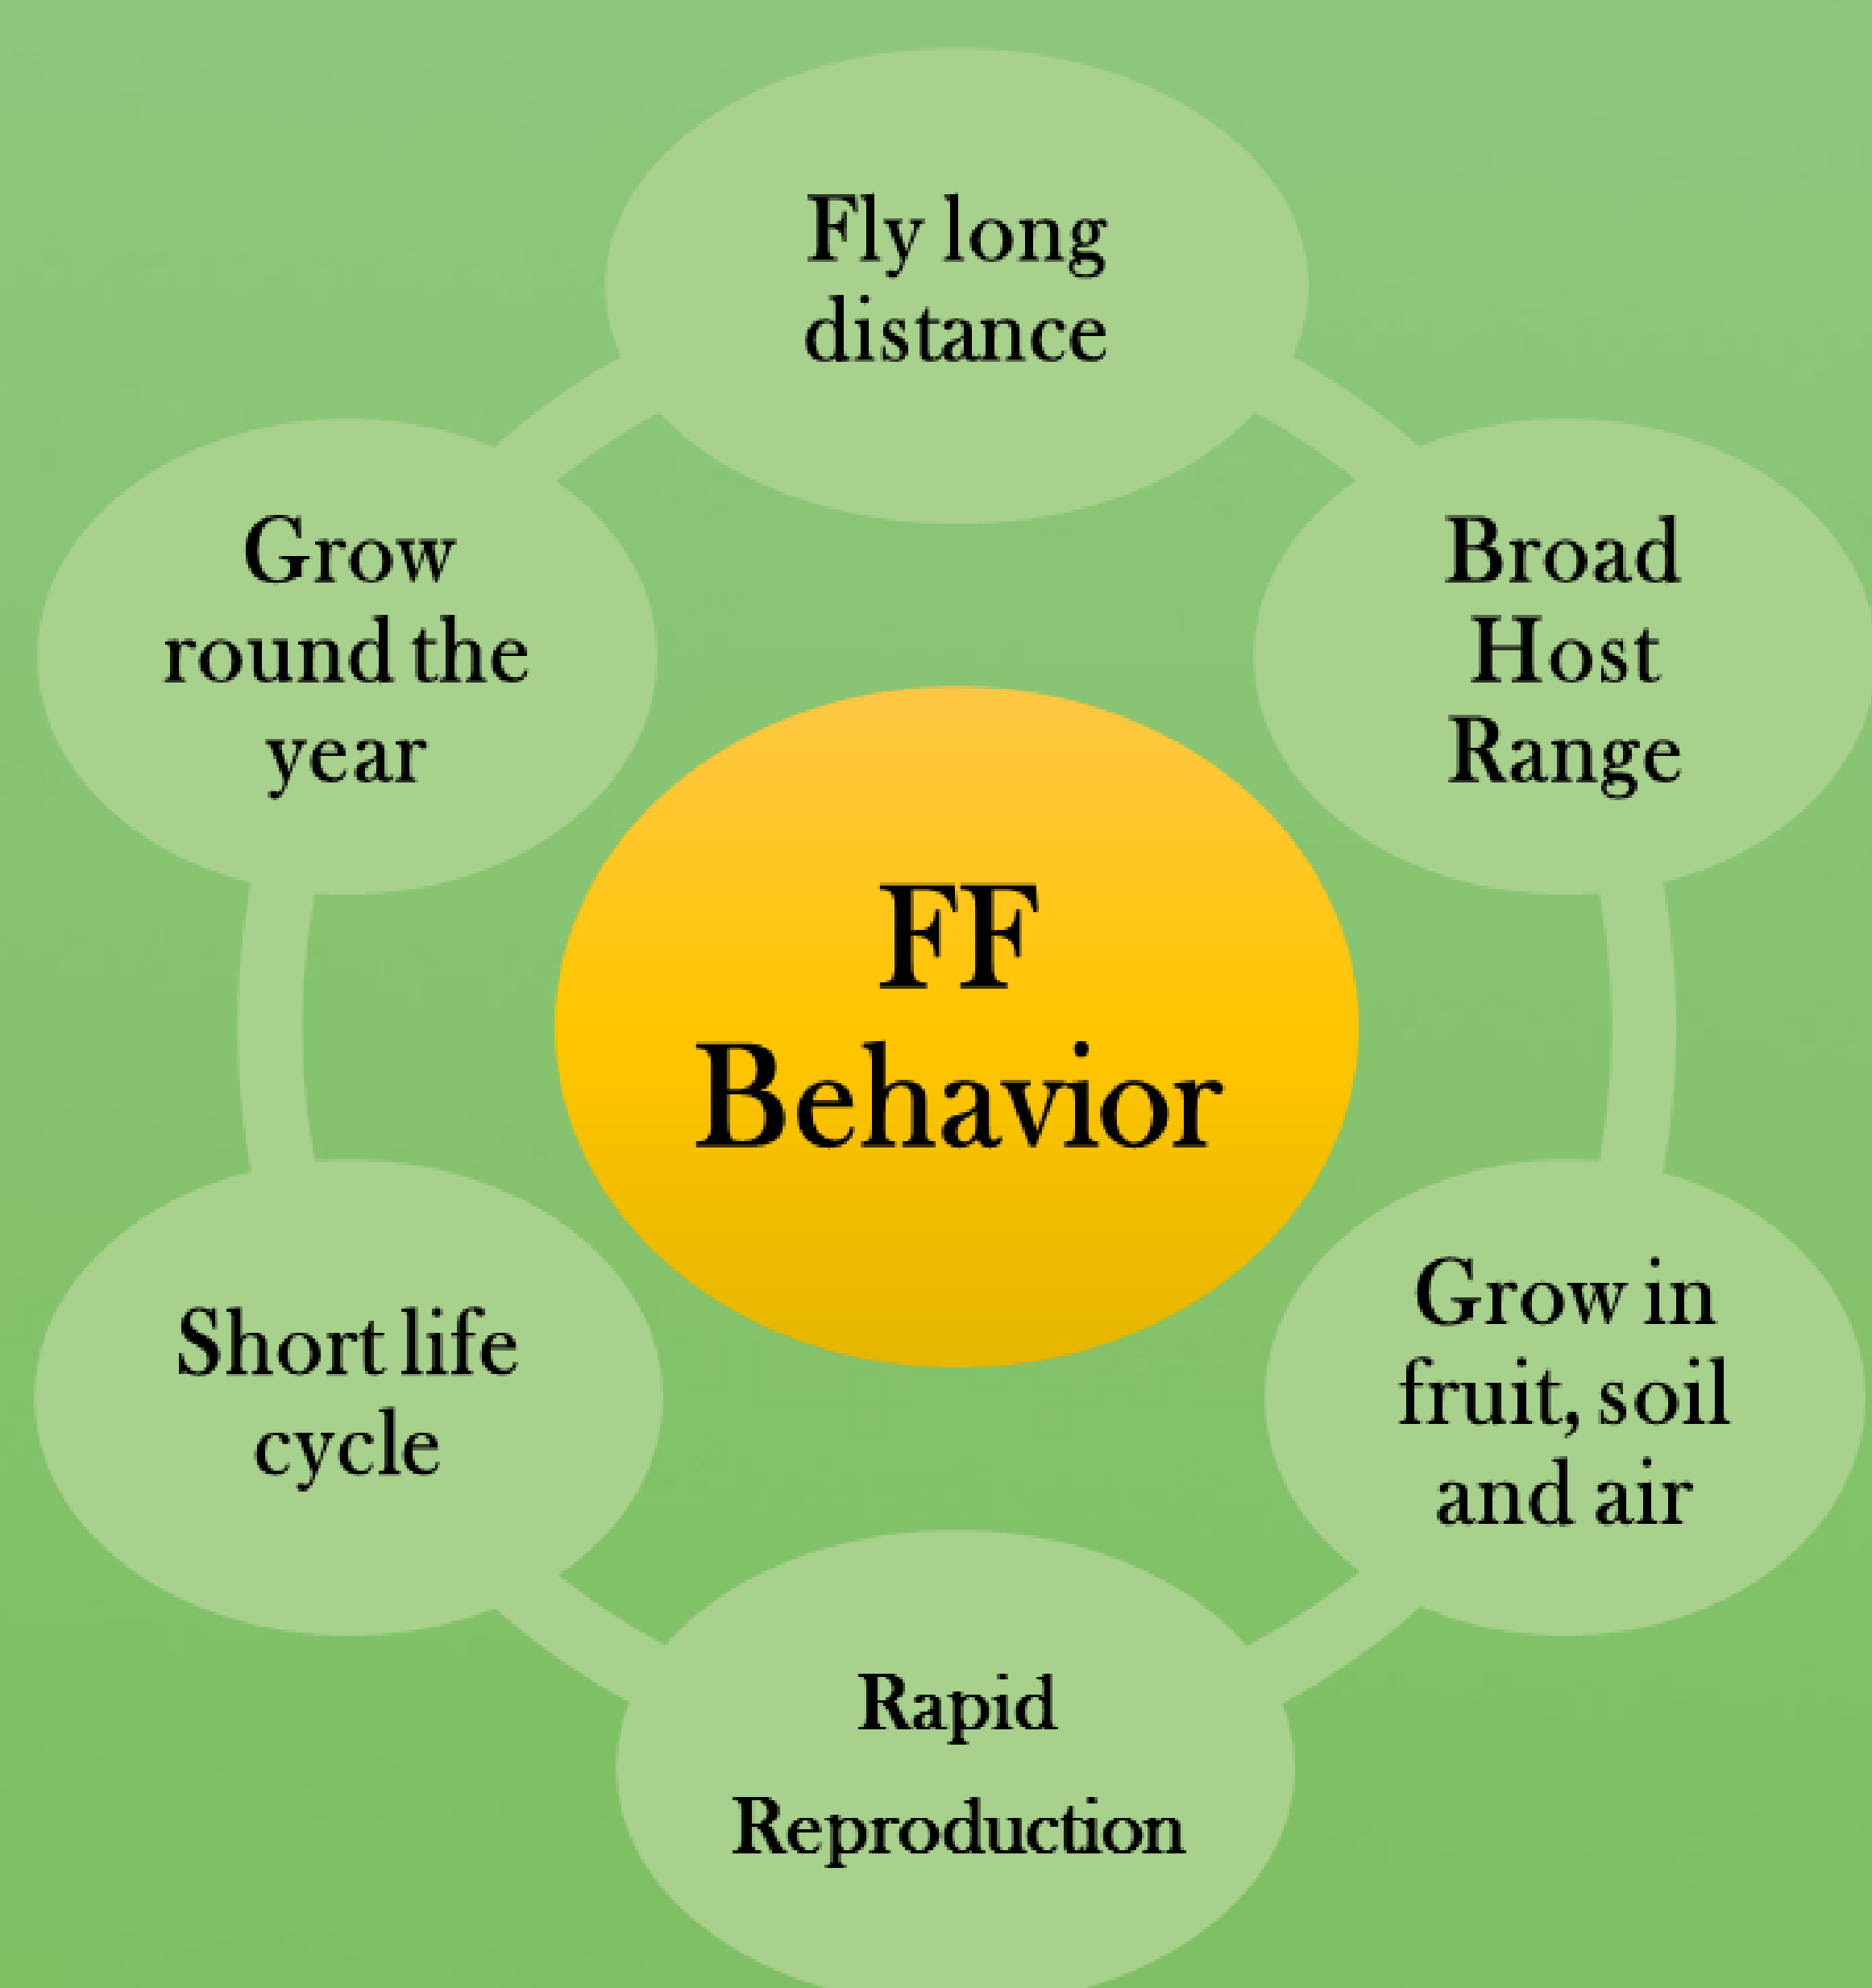 Fly long
distance
Broad
Host
Range
Grow in
fruit, soil
and air
Rapid
Reproduction
Short life
cycle
Grow
round the
year
FF
Behavior